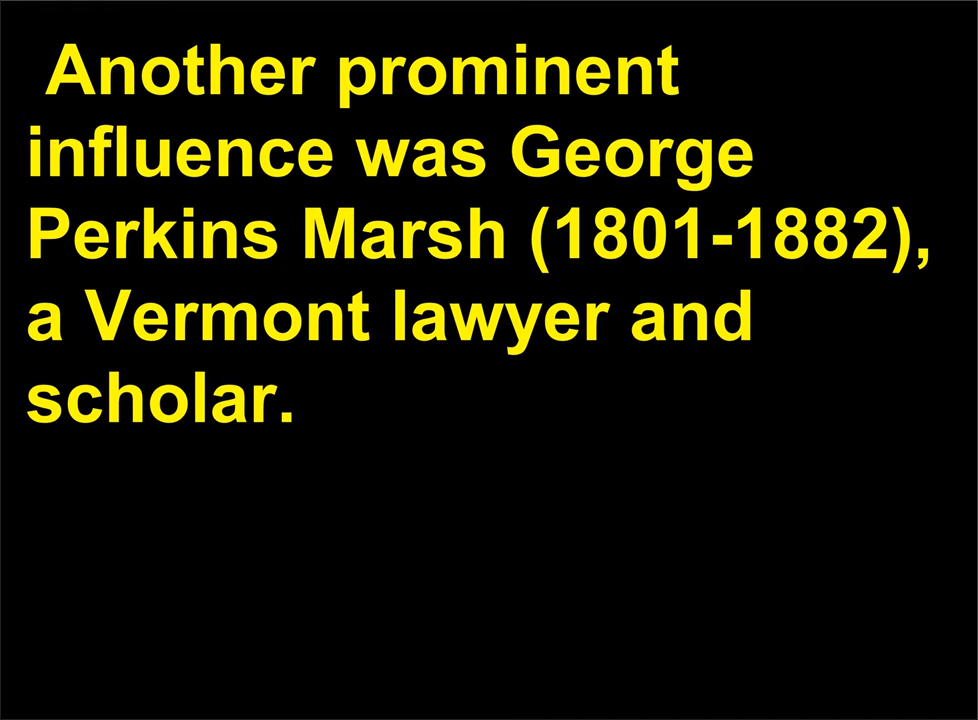 Another prominent
influence was George
Perkins Marsh (1801-1882),
a Vermont lawyer and
scholar.